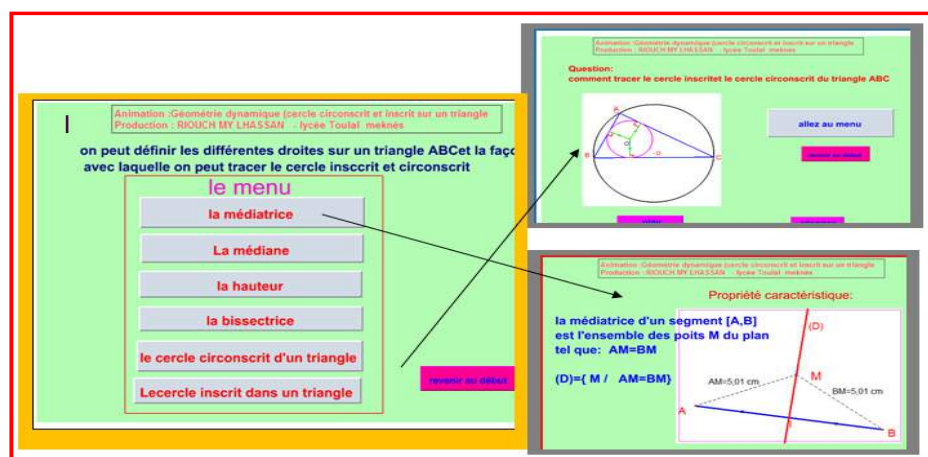 Animation :Géométrie dynamique (cercle circonscrit et inscrit sur un triangle
Production : RIOUCH MY LHASSAN - lycée Toulal meknès
on peut définir les différentes droites sur un triangle ABCet la faço
avec laquelle on peut tracer le cercle insccrit et circonscrit
le menu
la médiatrice
La médiane
la hauteur
la bissectrice
le cercle circonscrit d'un triangle
Lecercle inscrit dans un triangle
revenir au début
Animation :Géométrie dynamique (cercle circonscrit et inscrit sur un triangle
Production : RIOUCH MY LHASSAN - lycée Toulal meknès
Question:
comment tracer le cercle inscritet le cercle circonscrit du triangle ABC
A
B
C
allez au menu
revenir au début
Animation :Géométrie dynamique (cercle circonscrit et inscrit sur un triangle
Production : RIOUCH MY LHASSAN - lycée Toulal meknès
Propriété caractéristique:
la médiatrice d'un segment [A,B]
est l'ensemble des poits M du plan
tel que: AM=BM
(D)={ M / AM=BM}
(D)
M
AM=5,01 cm
BM=5,01 cm
A
I
B